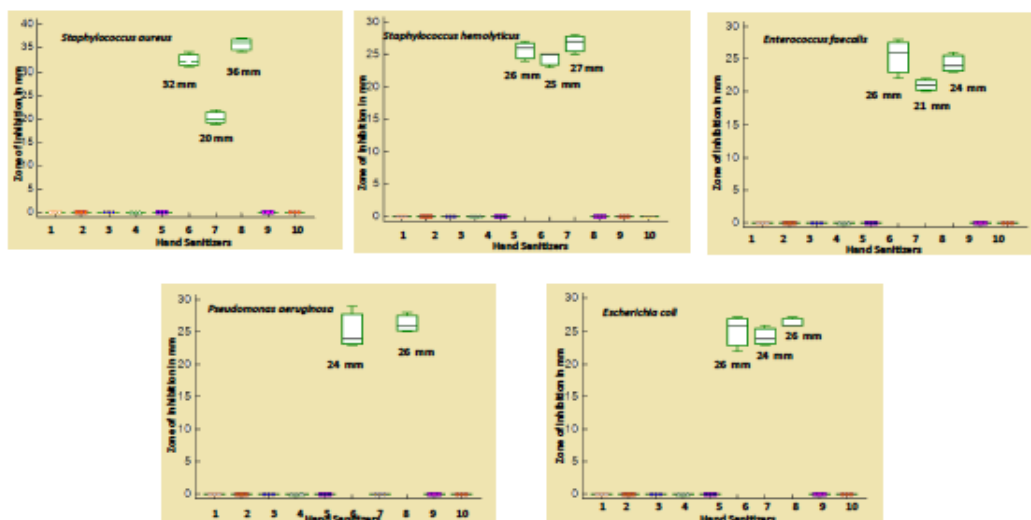 Staphylococcus aureus
Zone of Inhibition in mm
40
35
30
25
20
15
10
5
0
32 mm
36 mm
20 mm
1 2 3 4 5 6 7 8 9 10
Hand Sanitizers
Staphylococcus hemolyticus
Zone of Inhibition in mm
30
25
20
15
10
5
0
26 mm
25 mm
27 mm
1 2 3 4 5 6 7 8 9 10
Hand Sanitizers
Enterococcus faecalis
Zone of Inhibition in mm
30
25
20
15
10
5
0
26 mm
21 mm
24 mm
1 2 3 4 5 6 7 8 9 10
Hand Sanitizers
Pseudomonas aeruginosa
Zone of Inhibition in mm
30
25
20
15
10
5
0
24 mm
26 mm
1 2 3 4 5 6 7 8 9 10
Hand Sanitizers
Escherichia coli
Zone of Inhibition in mm
30
25
20
15
10
5
0
26 mm
24 mm
26 mm
1 2 3 4 5 6 7 8 9 10
Hand Sanitizers